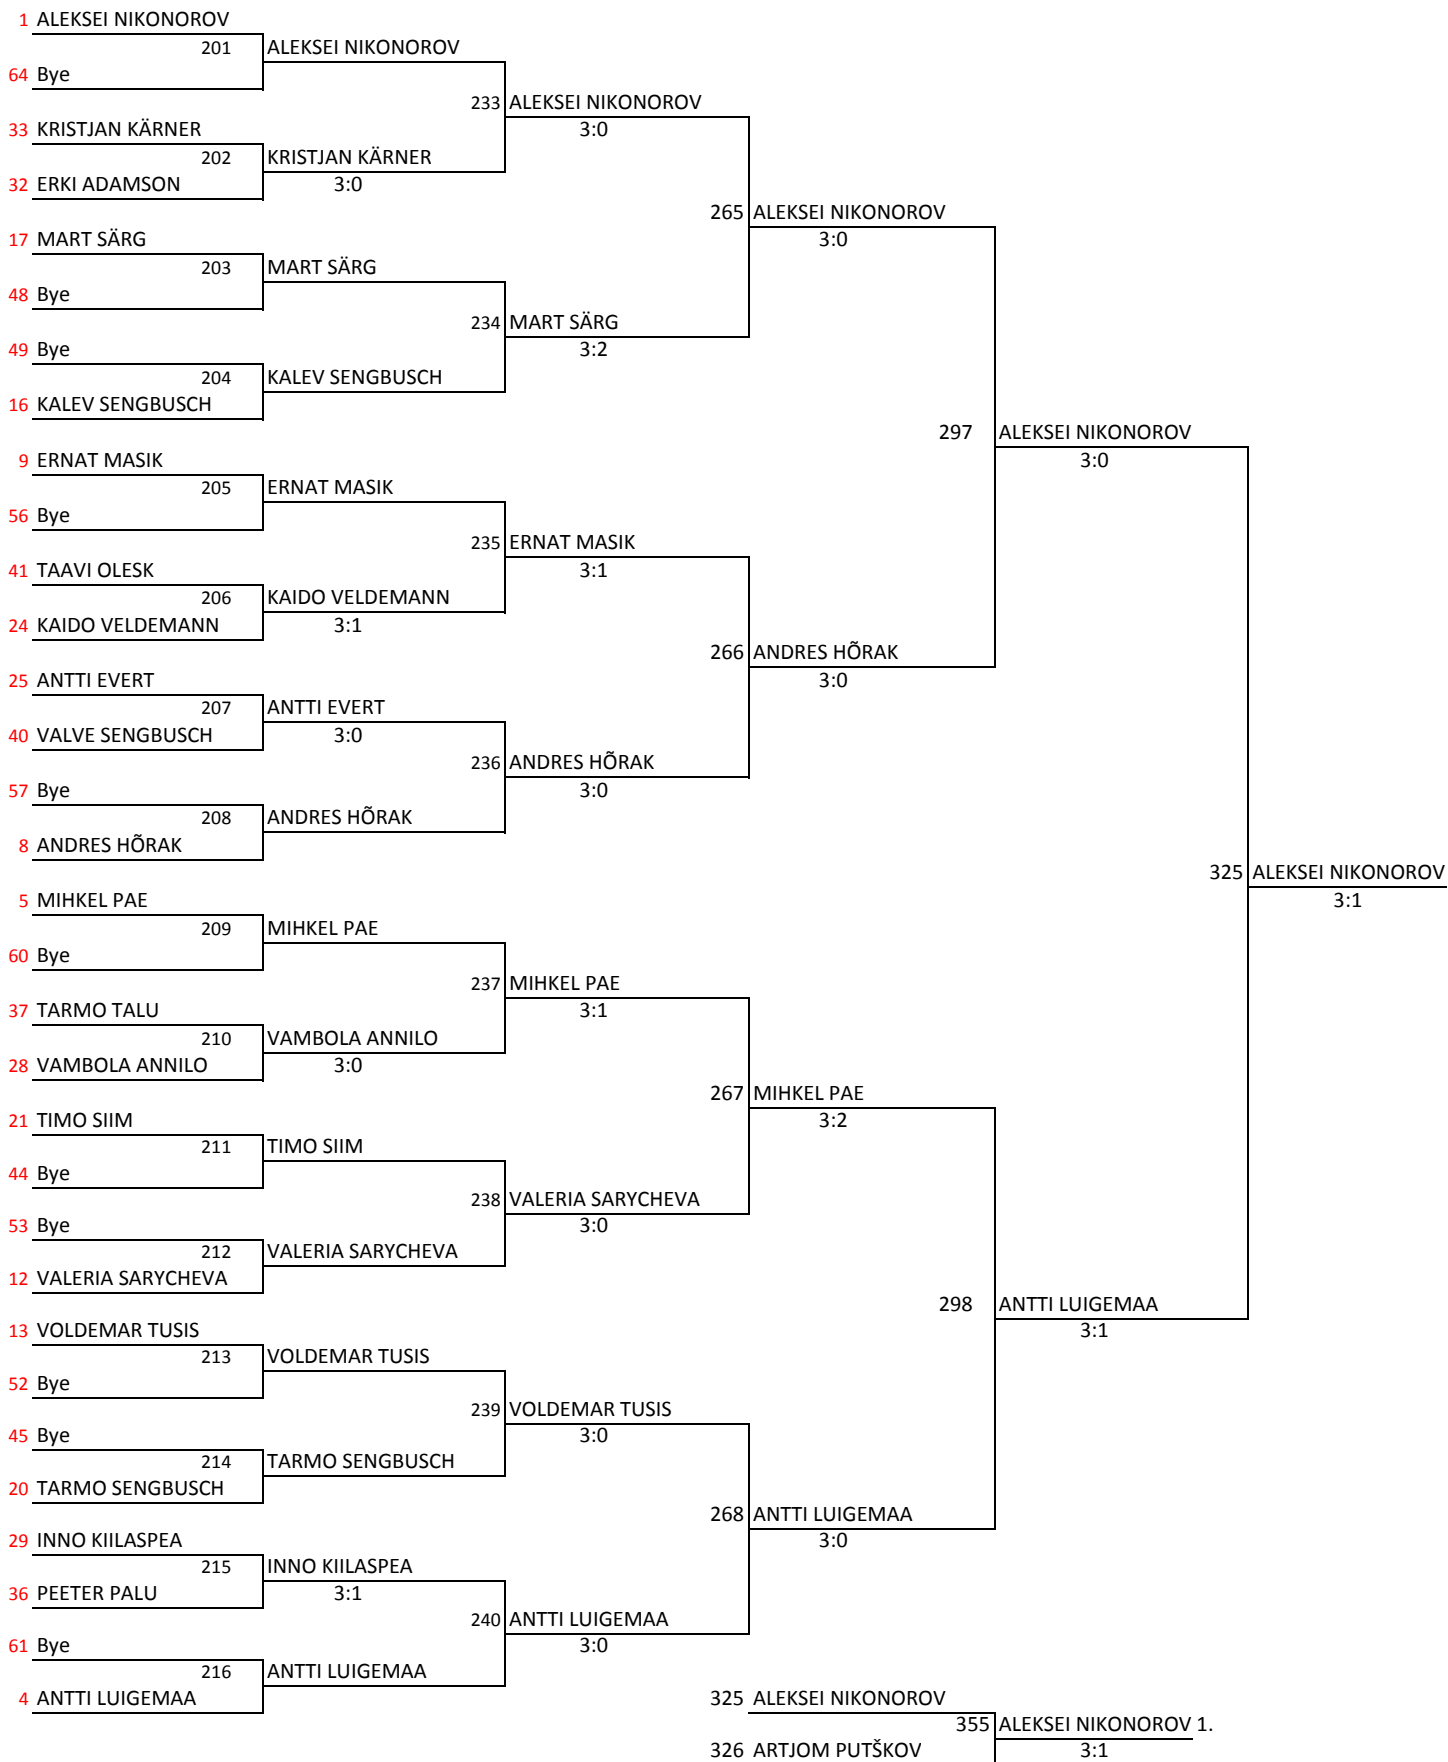 1 ALEKSEI NIKONOROV
201 ALEKSEI NIKONOROV
64 Bye
233 ALEKSEI NIKONOROV
3:0
33 KRISTJAN KÄRNER
202 KRISTJAN KÄRNER
32 ERKI ADAMSON 3:0
265 ALEKSEI NIKONOROV
3:0
17 MART SÄRG
203 MART SÄRG
48 Bye
234 MART SÄRG
3:2
49 Bye
204 KALEV SENGBUSCH
16 KALEV SENGBUSCH
297 ALEKSEI NIKONOROV
3:0
9 ERNAT MASIK
205 ERNAT MASIK
56 Bye
235 ERNAT MASIK
3:1
41 TAAVI OLESK
206 KAIDO VELDEMANN
24 KAIDO VELDEMANN 3:1
266 ANDRES HÕRAK
3:0
25 ANTTI EVERT
207 ANTTI EVERT
40 VALVE SENGBUSCH 3:0
236 ANDRES HÕRAK
3:0
57 Bye
208 ANDRES HÕRAK
8 ANDRES HÕRAK
325 ALEKSEI NIKONOROV
3:1
5 MIHKEL PAE
209 MIHKEL PAE
60 Bye
237 MIHKEL PAE
3:1
37 TARMO TALU
210 VAMBOLA ANNILO
28 VAMBOLA ANNILO 3:0
267 MIHKEL PAE
3:2
21 TIMO SIIM
211 TIMO SIIM
44 Bye
238 VALERIA SARYCHEVA
3:0
53 Bye
212 VALERIA SARYCHEVA
12 VALERIA SARYCHEVA
298 ANTTI LUIGEMAA
3:1
13 VOLDEMAR TUSIS
213 VOLDEMAR TUSIS
52 Bye
239 VOLDEMAR TUSIS
3:0
45 Bye
214 TARMO SENGBUSCH
20 TARMO SENGBUSCH
268 ANTTI LUIGEMAA
3:0
29 INNO KIILASPEA
215 INNO KIILASPEA
36 PEETER PALU 3:1
240 ANTTI LUIGEMAA
3:0
61 Bye
216 ANTTI LUIGEMAA
4 ANTTI LUIGEMAA
325 ALEKSEI NIKONOROV
355 ALEKSEI NIKONOROV 1.
326 ARTJOM PUTŠKOV 3:1